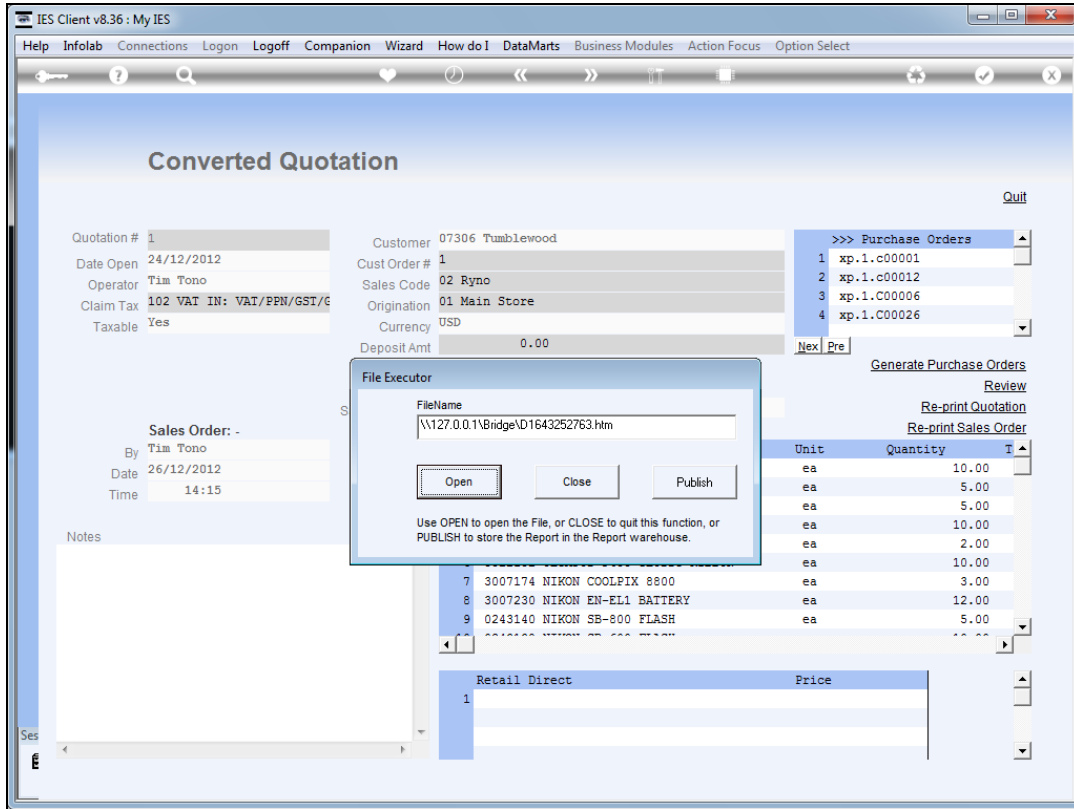 IES Client v8.36 : My IES
Help Infolab Connections Logon Logoff Companion Wizard How do I DataMarts Business Modules Action Focus Option Select
Converted Quotation
Quit
Quotation # 1
Date Open 24/12/2012
Operator Tim Tono
Claim Tax 102 VAT IN: VAT/PPN/GST/G
Taxable Yes
Customer 07306 Tumblewood
Cust Order # 1
Sales Code 02 Ryno
Origination 01 Main Store
Currency USD
Deposit Amt 0.00
>>> Purchase Orders
1 xp.1.c00001
2 xp.1.c00012
3 xp.1.C00006
4 xp.1.C00026
Nex Pre
Generate Purchase Orders
Review
Re-print Quotation
Re-print Sales Order
Sales Order: -
By Tim Tono
Date 26/12/2012
Time 14:15
Notes
File Executor
FileName
\\127.0.0.1\Bridge\D1643252763.htm
Open Close Publish
Use OPEN to open the File, or CLOSE to quit this function, or
PUBLISH to store the Report in the Report warehouse.
Unit Quantity T
ea 10.00
ea 5.00
ea 5.00
ea 10.00
ea 2.00
ea 10.00
7 3007174 NIKON COOLPIX 8800 ea 3.00
8 3007230 NIKON EN-EL1 BATTERY ea 12.00
9 0243140 NIKON SB-800 FLASH ea 5.00
Retail Direct Price
1
Ses